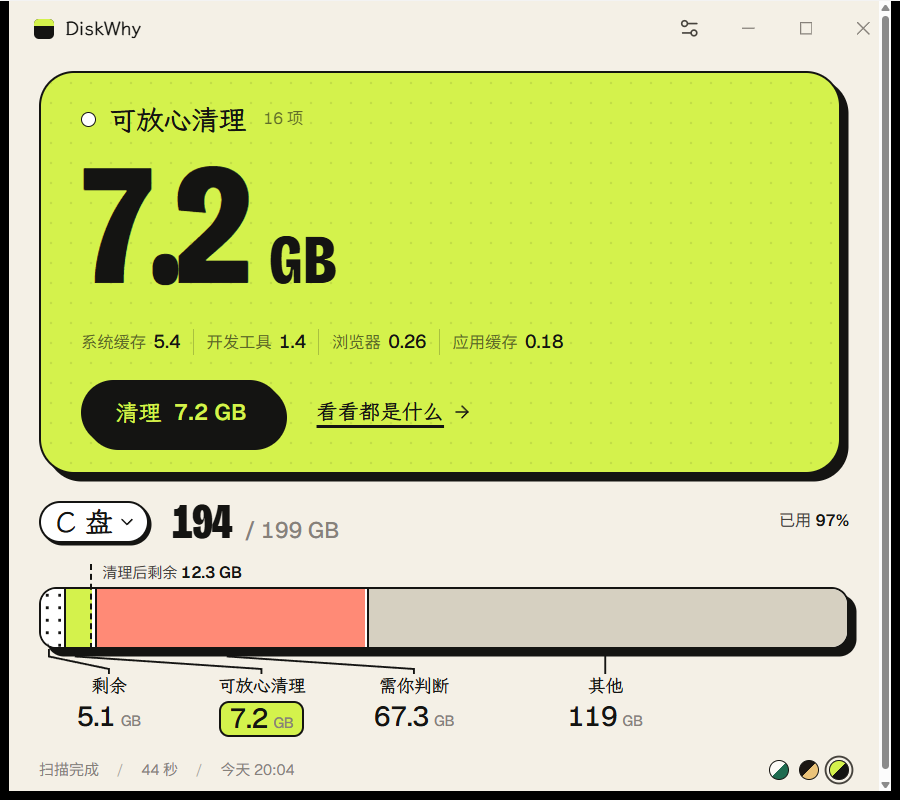 DiskWhy
可放心清理 16 项
7.2 GB
系统缓存 5.4 开发工具 1.4 浏览器 0.26 应用缓存 0.18
清理 7.2 GB 看看都是什么 →
C 盘 194 / 199 GB 已用 97%
清理后剩余 12.3 GB
剩余 可放心清理 需你判断 其他
5.1 GB 7.2 GB 67.3 GB 119 GB
扫描完成 / 44 秒 / 今天 20:04